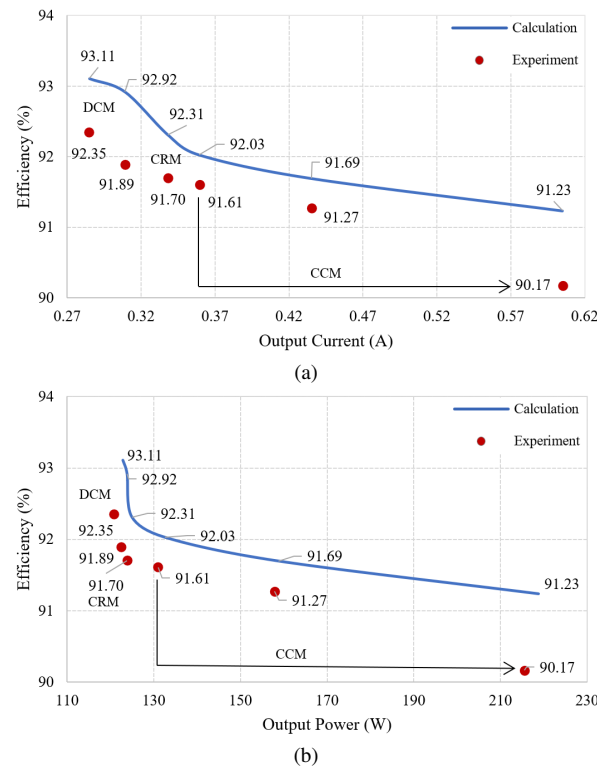 94
Calculation
93.11
Experiment
92.92
93
DCM
92.31
Efficiency (%)
92.03
92
92.35
CRM
91.69
91.89
91.70
91.61
91.23
91.27
91
CCM
90.17
90
0.27 0.32 0.37 0.42 0.47 0.52 0.57 0.62
Output Current (A)
(a)
94
Calculation
93.11
Experiment
93
92.92
DCM
92.31
Efficiency (%)
92.35
92.03
92
91.69
91.89
91.70
91.61
91.23
CRM
91.27
91
CCM
90.17
90
110 130 150 170 190 210 230
Output Power (W)
(b)